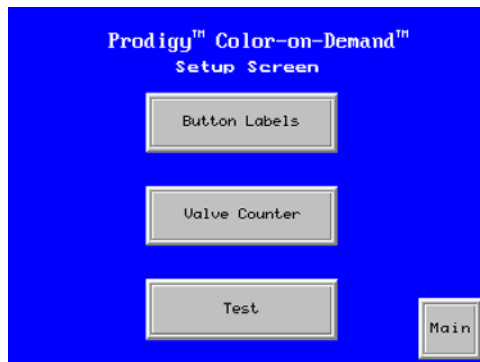 Prodigy™ Color-on-Demand™
Setup Screen
Button Labels
Valve Counter
Test
Main